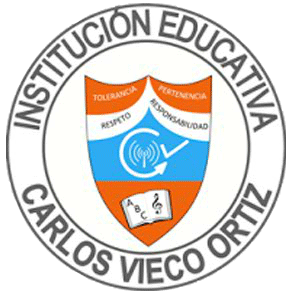 INSTITUCIÓN EDUCATIVA
TOLERANCIA
PERTENENCIA
RESPETO
RESPONSABILIDAD
A
B
C
CARLOS VIECO ORTIZ